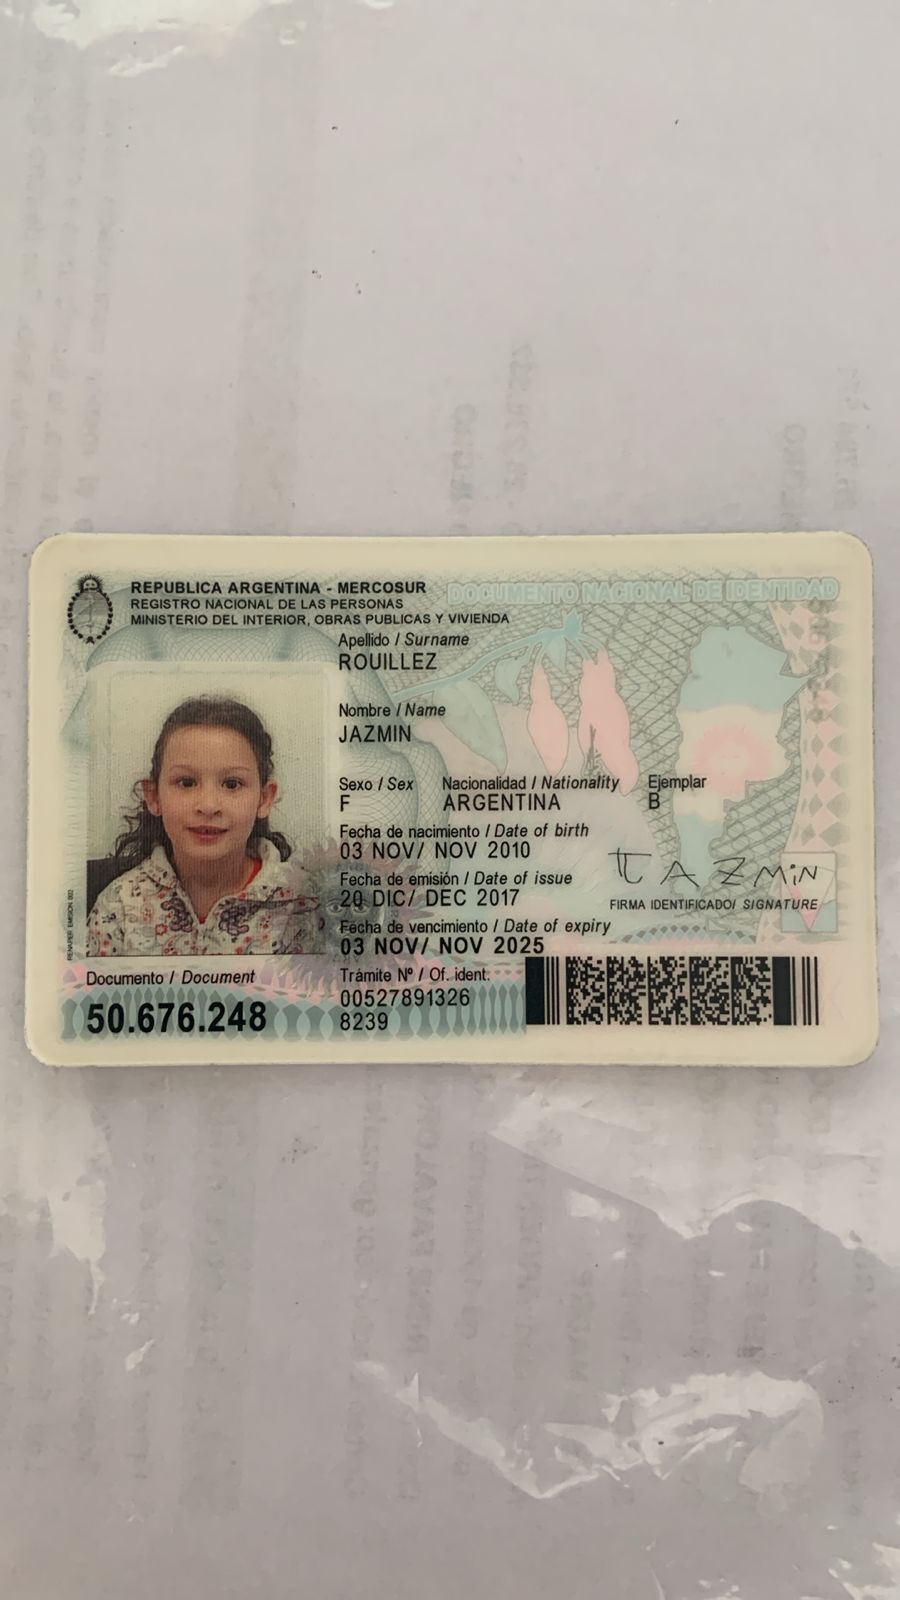 REPUBLICA ARGENTINA - MERCOSUR
DOCUMENTO NACIONAL DE IDENTIDAD
REGISTRO NACIONAL DE LAS PERSONAS
MINISTERIO DEL INTERIOR, OBRAS PUBLICAS Y VIVIENDA
Apellido / Surname
ROUILLEZ
Nombre / Name
JAZMIN
Sexo / Sex Nacionalidad / Nationality Ejemplar
F ARGENTINA B
Fecha de nacimiento / Date of birth
03 NOV/ NOV 2010
Fecha de emisión / Date of issue
20 DIC/ DEC 2017
JAZMiN
FIRMA IDENTIFICADO/ SIGNATURE
Fecha de vencimiento / Date of expiry
03 NOV/ NOV 2025
Documento / Document
50.676.248
Trámite Nº / Of. ident.
00527891326
8239